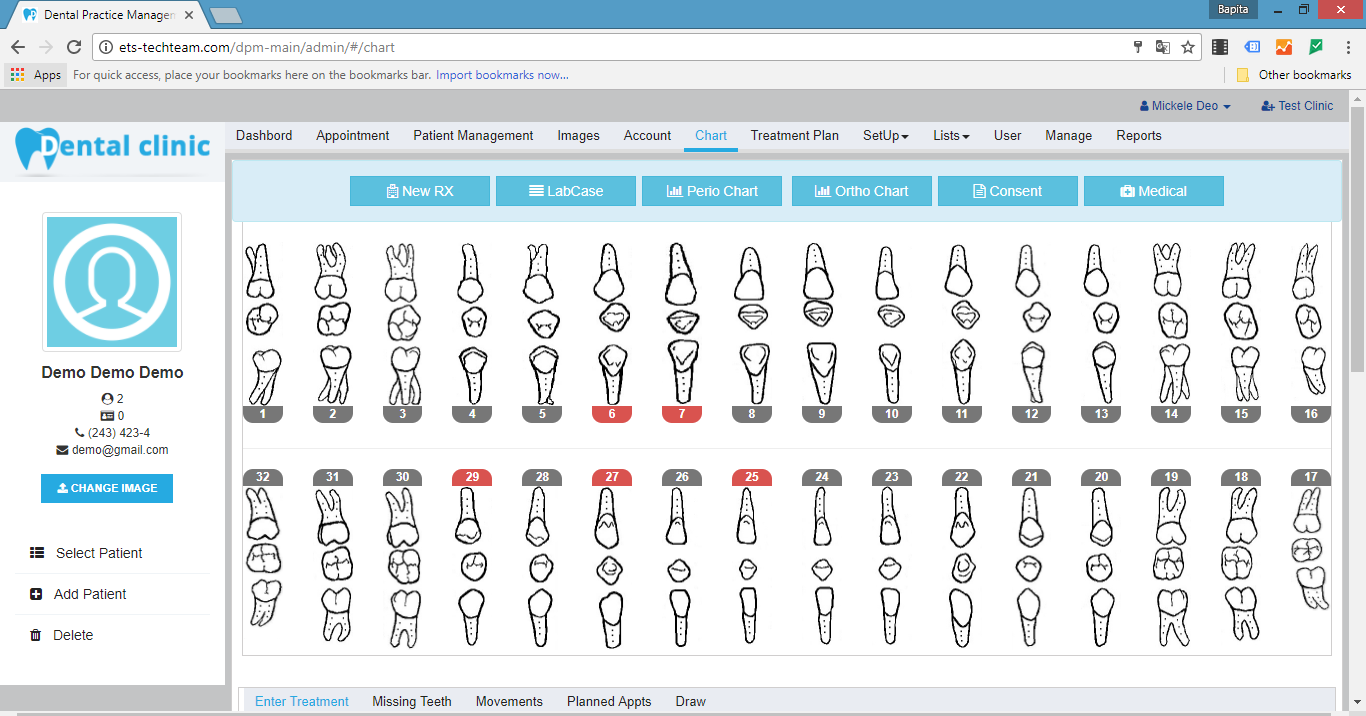 Bapita
Dental Practice Managen
ets-techteam.com/dpm-main/admin/#/chart
Apps For quick access, place your bookmarks here on the bookmarks bar. Import bookmarks now... Other bookmarks
Mickele Deo Test Clinic
Dental clinic
Dashbord Appointment Patient Management Images Account Chart Treatment Plan SetUp Lists User Manage Reports
New RX LabCase Perio Chart Ortho Chart Consent Medical
Demo Demo Demo
2
0
(243) 423-4
demo@gmail.com
CHANGE IMAGE
Select Patient
Add Patient
Delete
1 2 3 4 5 6 7 8 9 10 11 12 13 14 15 16
32 31 30 29 28 27 26 25 24 23 22 21 20 19 18 17
Enter Treatment Missing Teeth Movements Planned Appts Draw